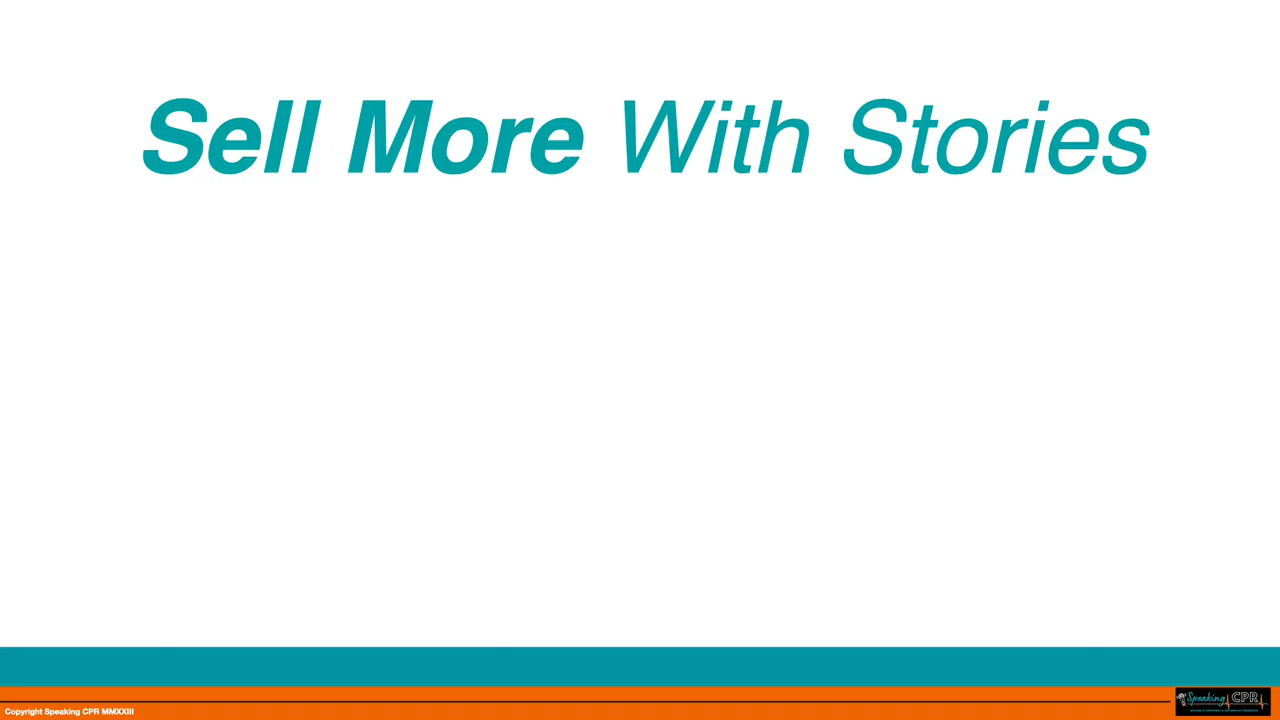 Sell More With Stories
Copyright Speaking CPR MMXXIII
Speaking CPR